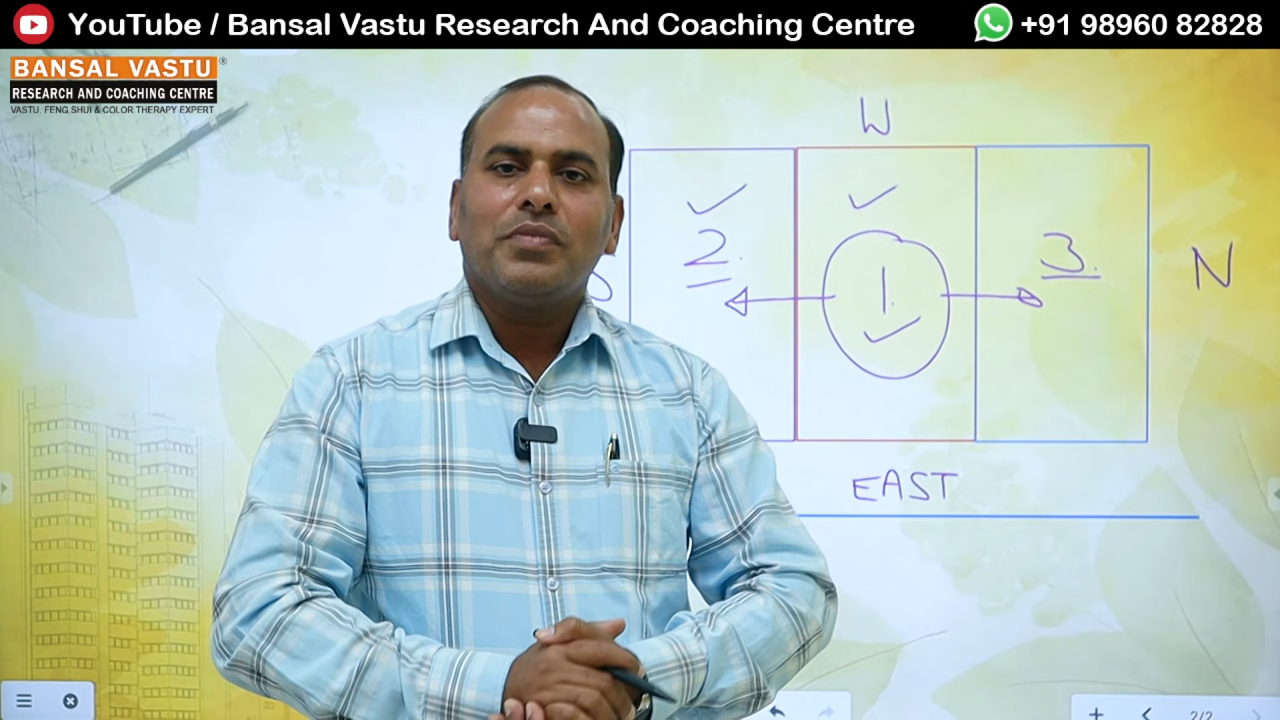 YouTube / Bansal Vastu Research And Coaching Centre
+91 98960 82828
BANSAL VASTU®
RESEARCH AND COACHING CENTRE
VASTU, FENG SHUI & COLOR THERAPY EXPERT
W
2.
1.
3.
S
N
EAST
2/2